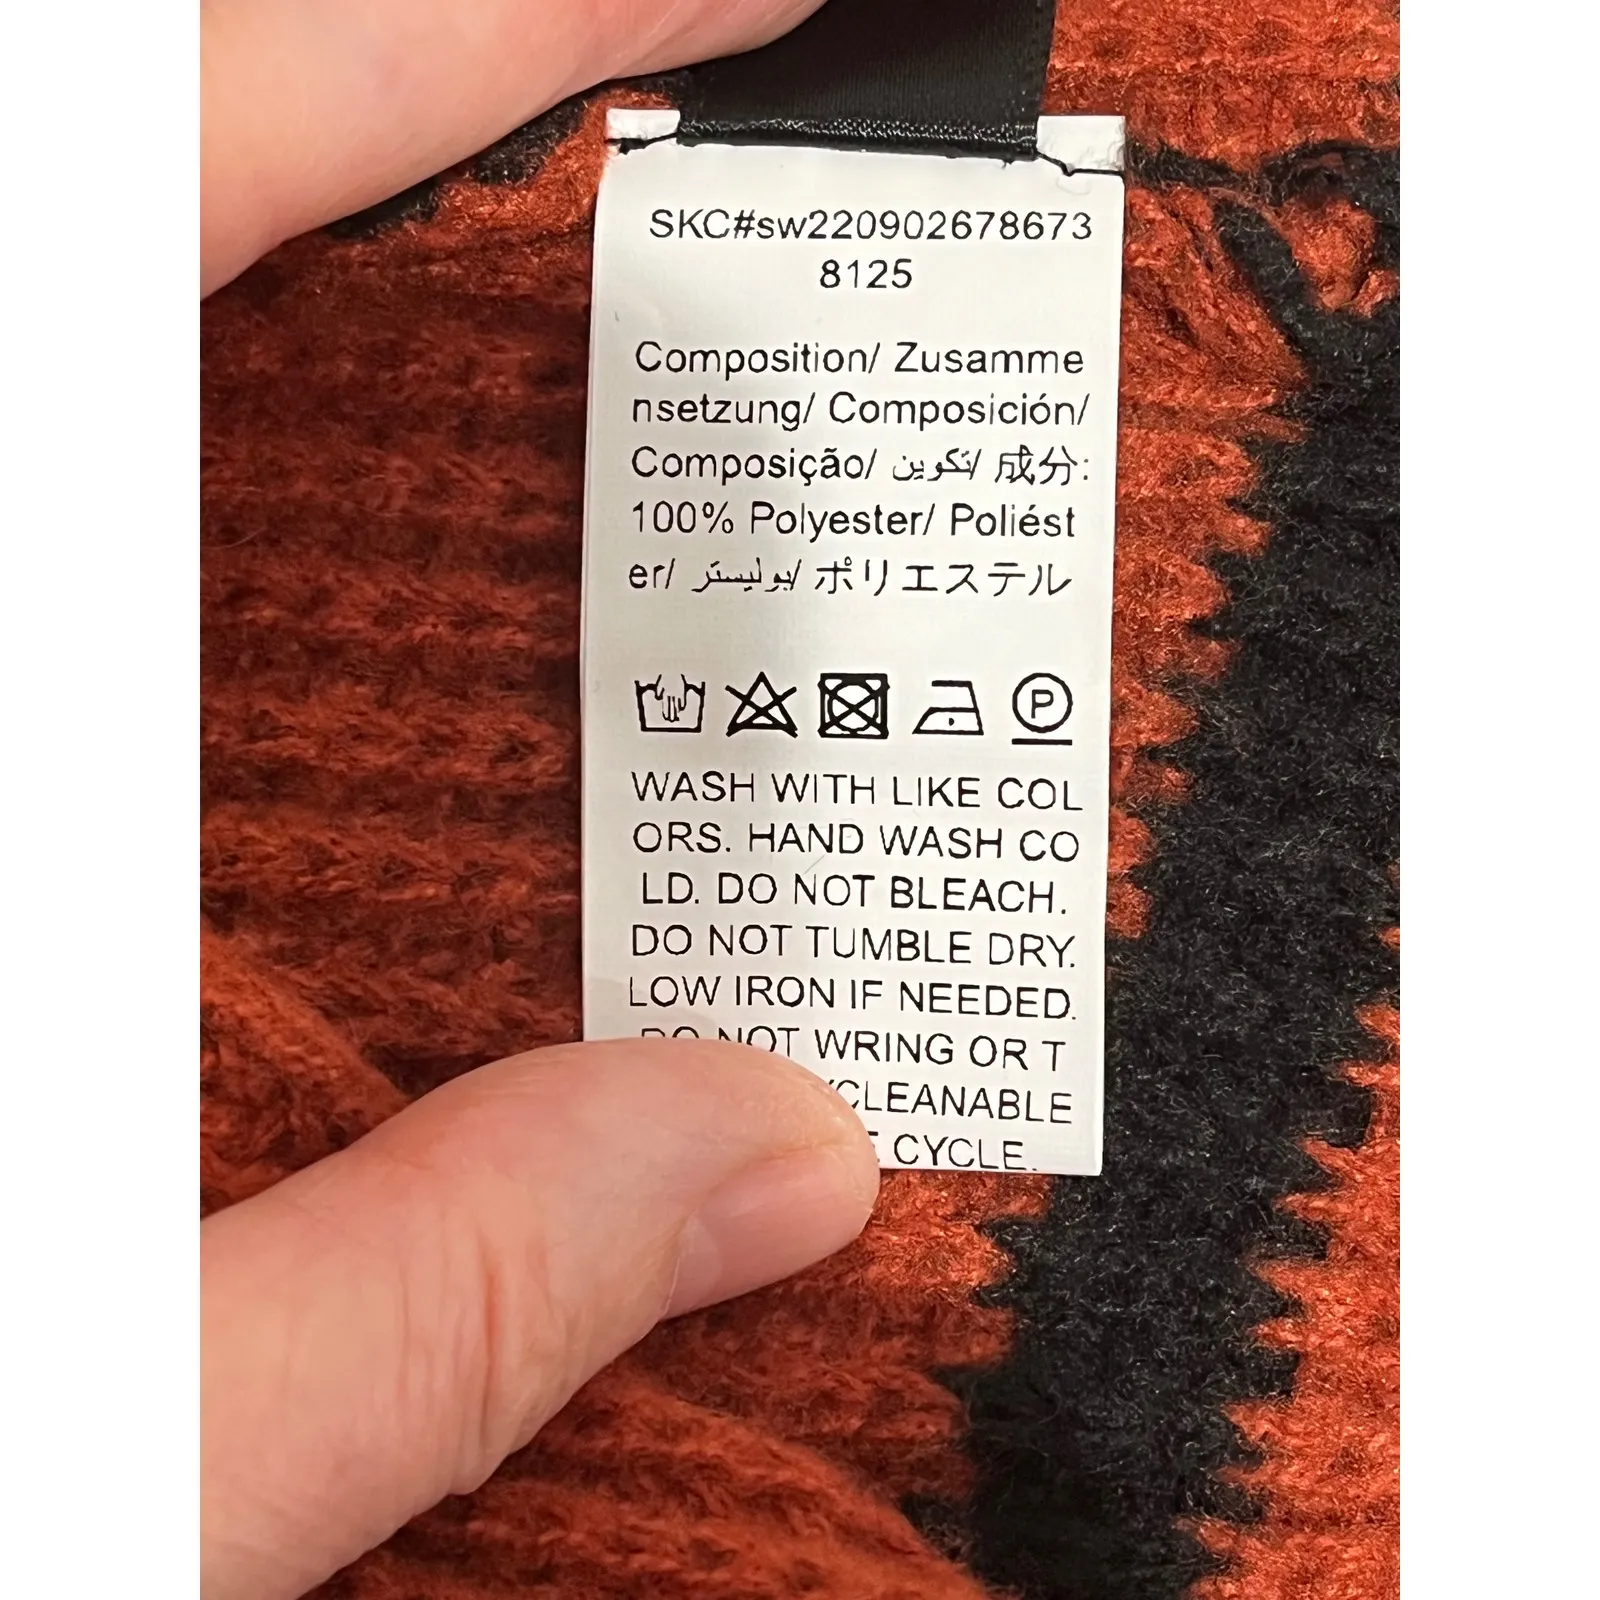 SKC#sw220902678673
8125
Composition/ Zusamme
nsetzung/ Composición/
Composição/ تكوين/ 成分:
100% Polyester/ Poliést
er/ بوليستر/ ポリエステル
P
WASH WITH LIKE COL
ORS. HAND WASH CO
LD. DO NOT BLEACH.
DO NOT TUMBLE DRY.
LOW IRON IF NEEDED.
DO NOT WRING OR T
CLEANABLE
CYCLE.